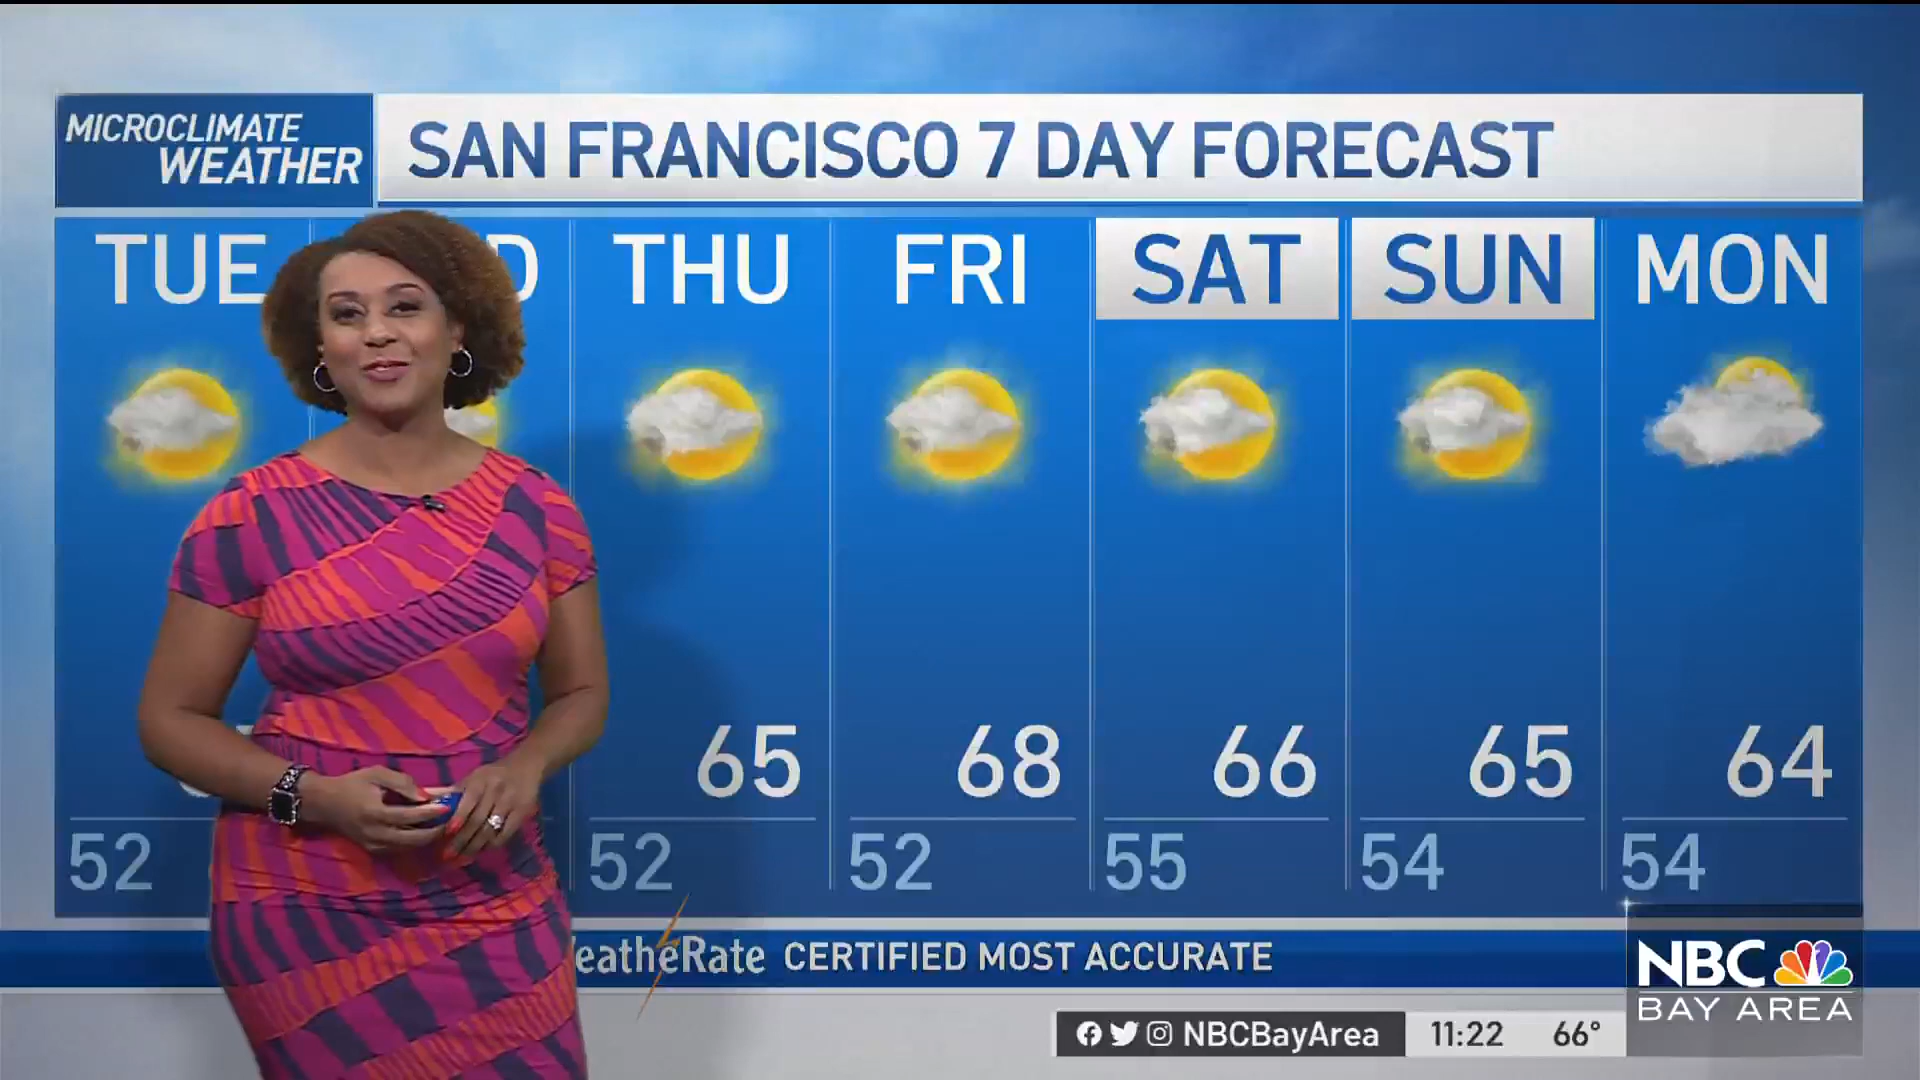 MICROCLIMATE
WEATHER
SAN FRANCISCO 7 DAY FORECAST
TUE
THU
FRI
SAT
SUN
MON
65
68
66
65
64
52
52
52
55
54
54
eatheRate CERTIFIED MOST ACCURATE
NBC
BAY AREA
NBCBayArea
11:22
66°